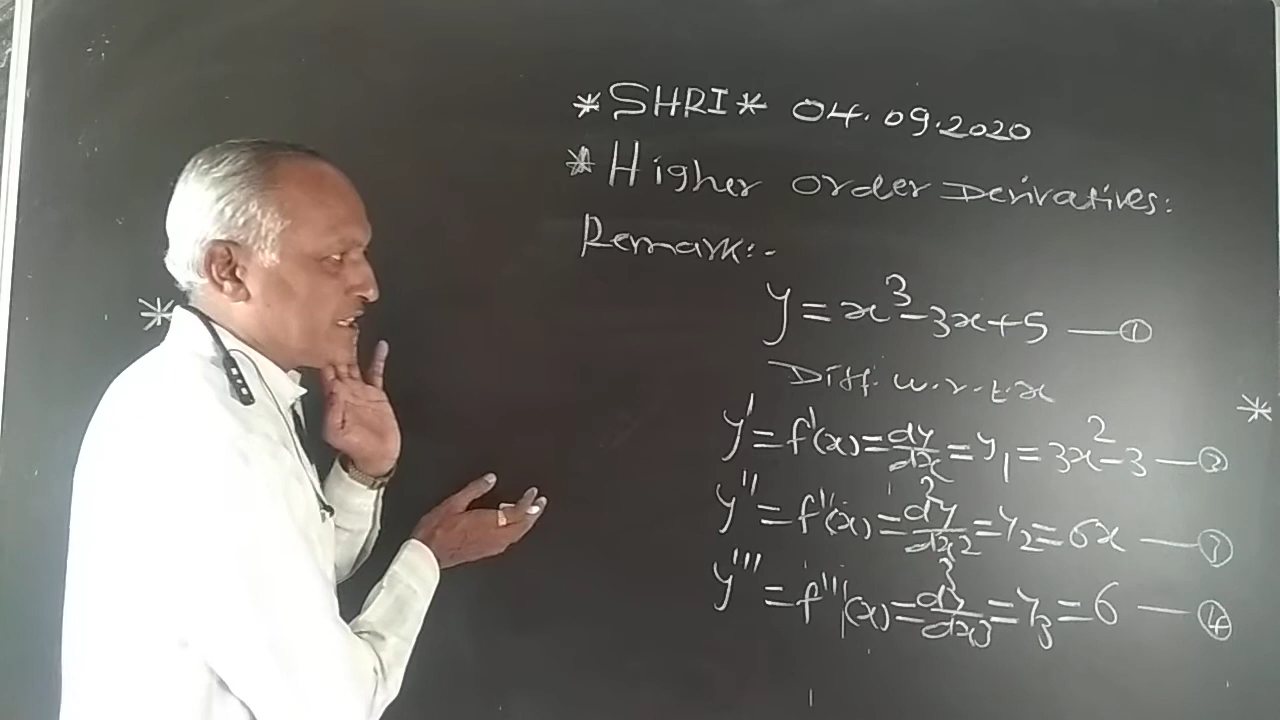 *SHRI* 04.09.2020
*Higher Order Derivatives:
Remark:-
y = x³ - 3x + 5 — ①
Diff. w.r.t. x
y' = f'(x) = dy/dx = y₁ = 3x² - 3 — ②
y'' = f''(x) = d²y/dx² = y₂ = 6x — ③
y''' = f'''(x) = d³y/dx³ = y₃ = 6 — ④